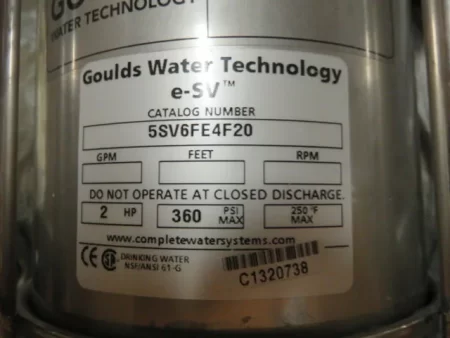 WATER TECHNOLOGY
Goulds Water Technology
e-SV™
CATALOG NUMBER
5SV6FE4F20
GPM FEET RPM
DO NOT OPERATE AT CLOSED DISCHARGE.
2 HP 360 PSI MAX 250 °F MAX
www.completewatersystems.com
CE DRINKING WATER
NSF/ANSI 61-G
C1320738